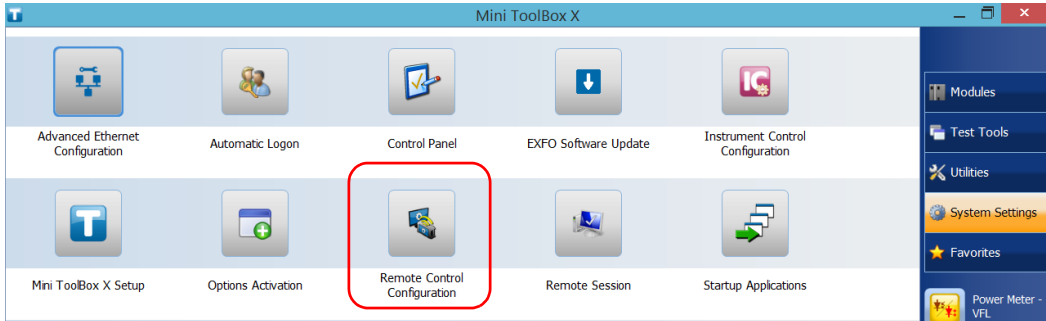 T
Mini ToolBox X
Advanced Ethernet
Configuration
Automatic Logon
Control Panel
EXFO Software Update
IC
Instrument Control
Configuration
T
Mini ToolBox X Setup
Options Activation
Remote Control
Configuration
Remote Session
Startup Applications
Modules
Test Tools
Utilities
System Settings
Favorites
Power Meter -
VFL